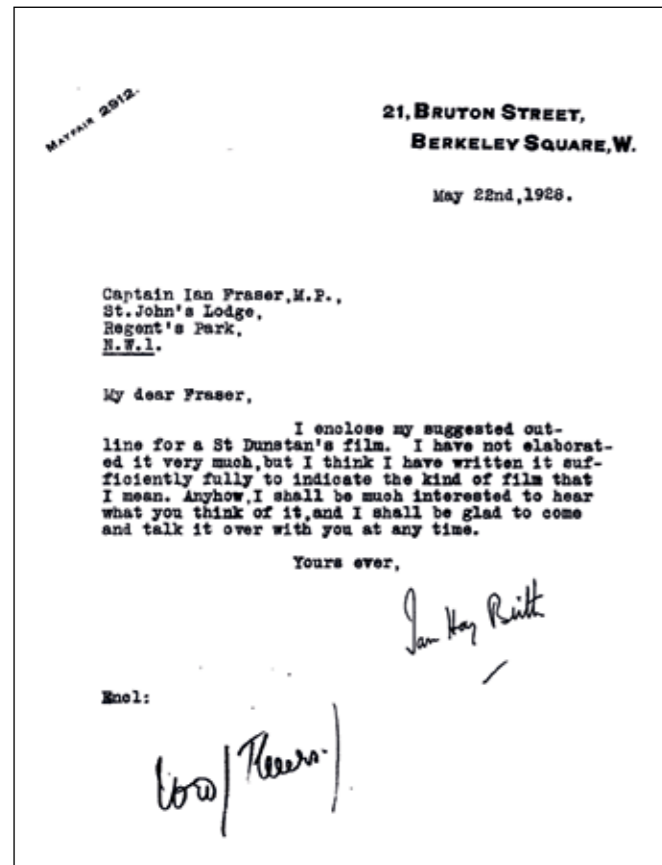 MAYFAIR 2912.
21, BRUTON STREET,
BERKELEY SQUARE, W.
May 22nd,1928.
Captain Ian Fraser,M.P.,
St.John's Lodge,
Regent's Park,
N.W.1.
My dear Fraser,
I enclose my suggested out-
line for a St Dunstan's film. I have not elaborat-
ed it very much,but I think I have written it suf-
ficiently fully to indicate the kind of film that
I mean. Anyhow,I shall be much interested to hear
what you think of it,and I shall be glad to come
and talk it over with you at any time.
Yours ever,
Ian Hay Beith
Encl: